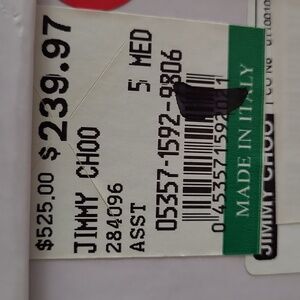 $525.00 $239.97
JIMMY CHOO
284096
ASST 5 MED
05357-1592-9806
MADE IN ITALY
JIMMY CHOO